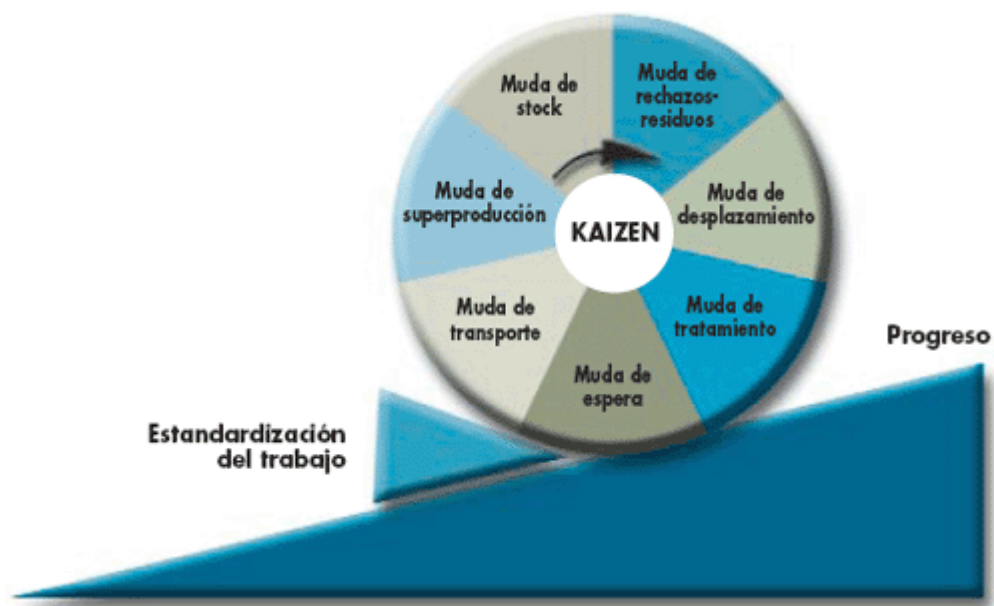 Muda de
stock
Muda de
rechazos-
residuos
Muda de
superproducción
KAIZEN
Muda de
desplazamiento
Muda de
transporte
Muda de
tratamiento
Muda de
espera
Progreso
Estandardización
del trabajo